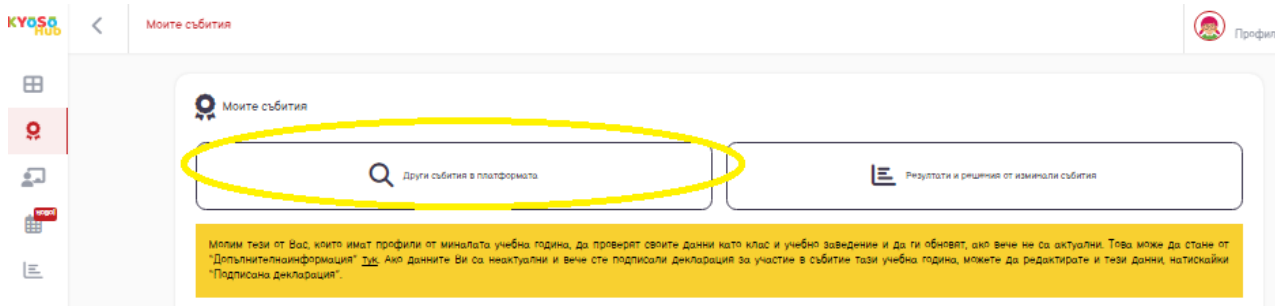 KYOSO
Hub
Моите събития
Профил
Моите събития
Други събития в платформата
Резултати и решения от изминали събития
НОВО!
Молим тези от Вас, които имат профили от миналата учебна година, да проверят своите данни като клас и учебно заведение и да ги обновят, ако вече не са актуални. Това може да стане от
"Допълнителнаинформация" тук. Ако данните Ви са неактуални и вече сте подписали декларация за участие в събитие тази учебна година, можете да редактирате и тези данни, натискайки
"Подписана декларация".